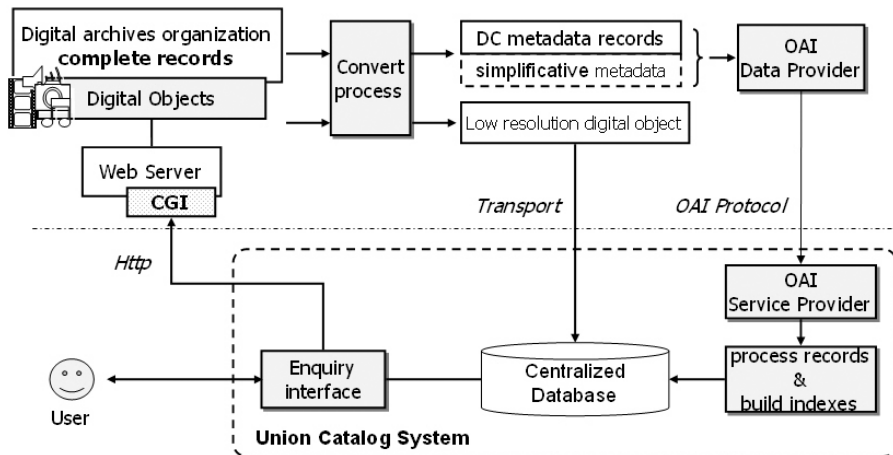 Digital archives organization
complete records
Digital Objects
Web Server
CGI
Convert
process
DC metadata records
simplificative metadata
Low resolution digital object
OAI
Data Provider
Transport
OAI Protocol
Http
OAI
Service Provider
process records
&
build indexes
Centralized
Database
Enquiry
interface
User
Union Catalog System